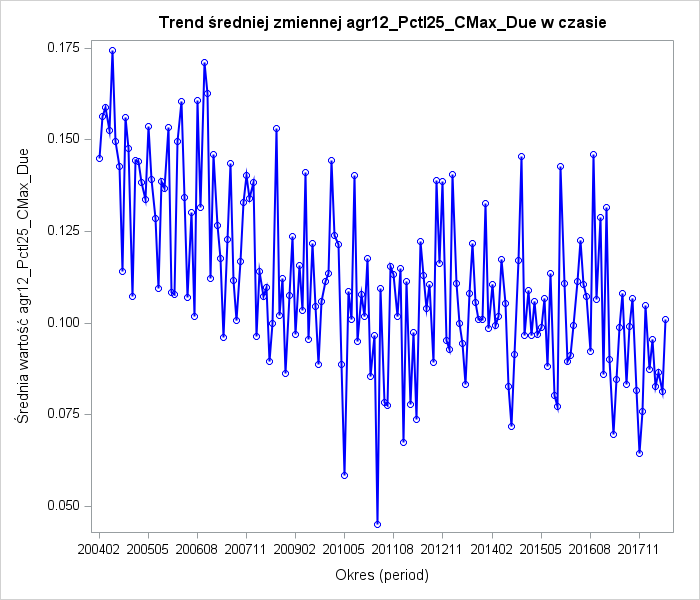 Trend średniej zmiennej agr12_Pctl25_CMax_Due w czasie
Średnia wartość agr12_Pctl25_CMax_Due
0.175
0.150
0.125
0.100
0.075
0.050
200402 200505 200608 200711 200902 201005 201108 201211 201402 201505 201608 201711
Okres (period)